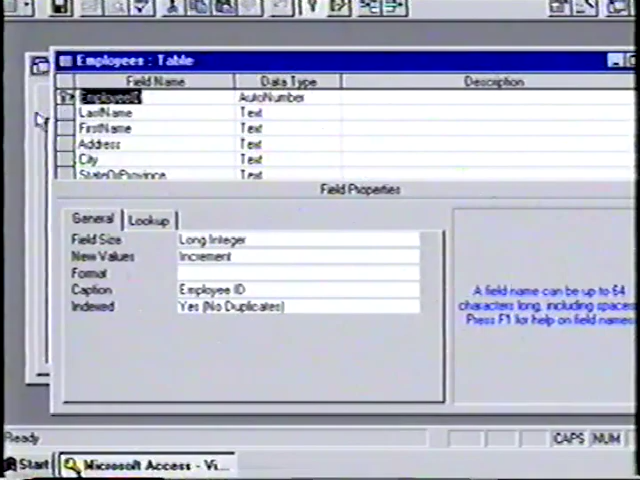 Employees : Table
Field Name Data Type Description
EmployeeID AutoNumber
LastName Text
FirstName Text
Address Text
City Text
StateOrProvince Text
Field Properties
General Lookup
Field Size Long Integer
New Values Increment
Format
Caption Employee ID
Indexed Yes (No Duplicates)
A field name can be up to 64
characters long, including spaces.
Press F1 for help on field names.
Ready CAPS NUM
Start Microsoft Access - Vi...